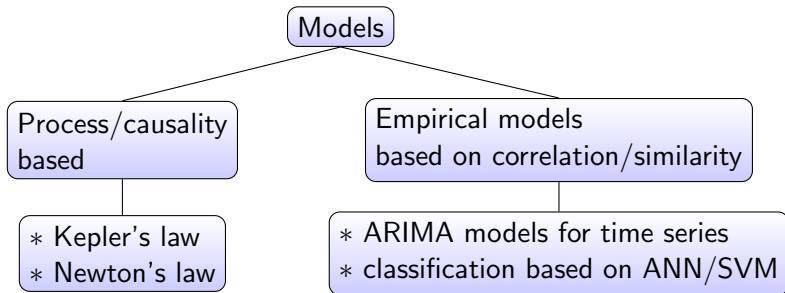 Models
Process/causality
based
Empirical models
based on correlation/similarity
∗ Kepler's law
∗ Newton's law
∗ ARIMA models for time series
∗ classification based on ANN/SVM